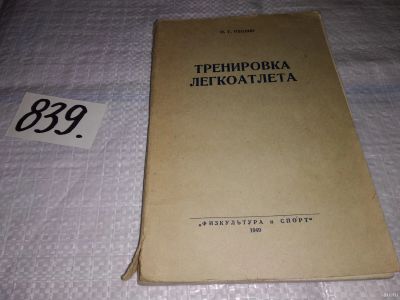 839.
ТРЕНИРОВКА
ЛЕГКОАТЛЕТА
„ФИЗКУЛЬТУРА и СПОРТ"
1949